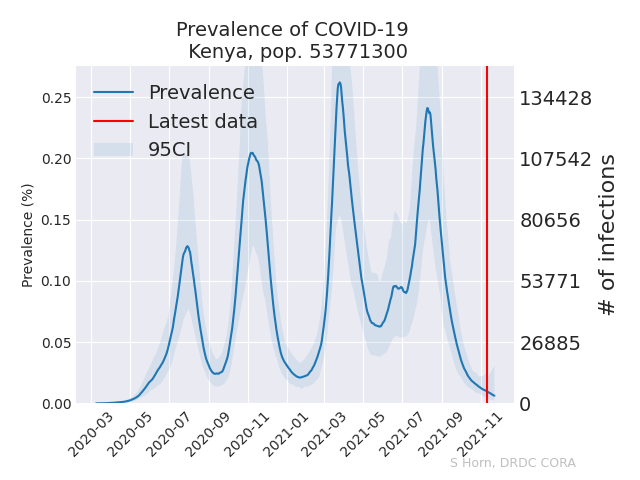 Prevalence of COVID-19
Kenya, pop. 53771300
Prevalence
Latest data
95CI
0.25
0.20
0.15
0.10
0.05
0.00
Prevalence (%)
134428
107542
80656
53771
26885
0
# of infections
2020-03
2020-05
2020-07
2020-09
2020-11
2021-01
2021-03
2021-05
2021-07
2021-09
2021-11
S Horn, DRDC CORA